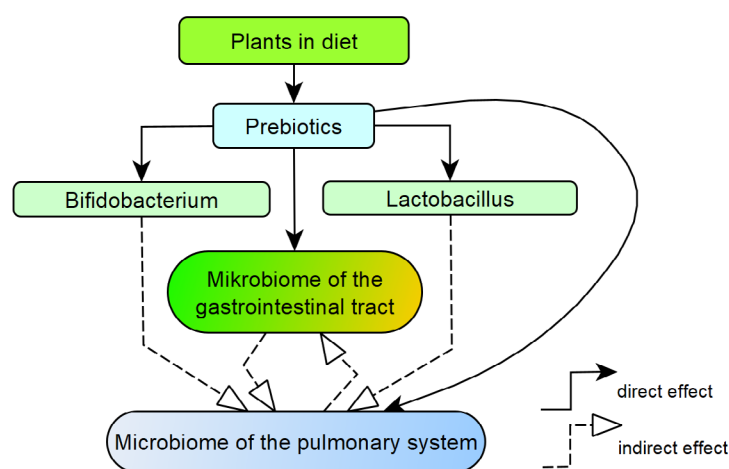 Plants in diet
Prebiotics
Bifidobacterium
Lactobacillus
Mikrobiome of the
gastrointestinal tract
direct effect
Microbiome of the pulmonary system
indirect effect